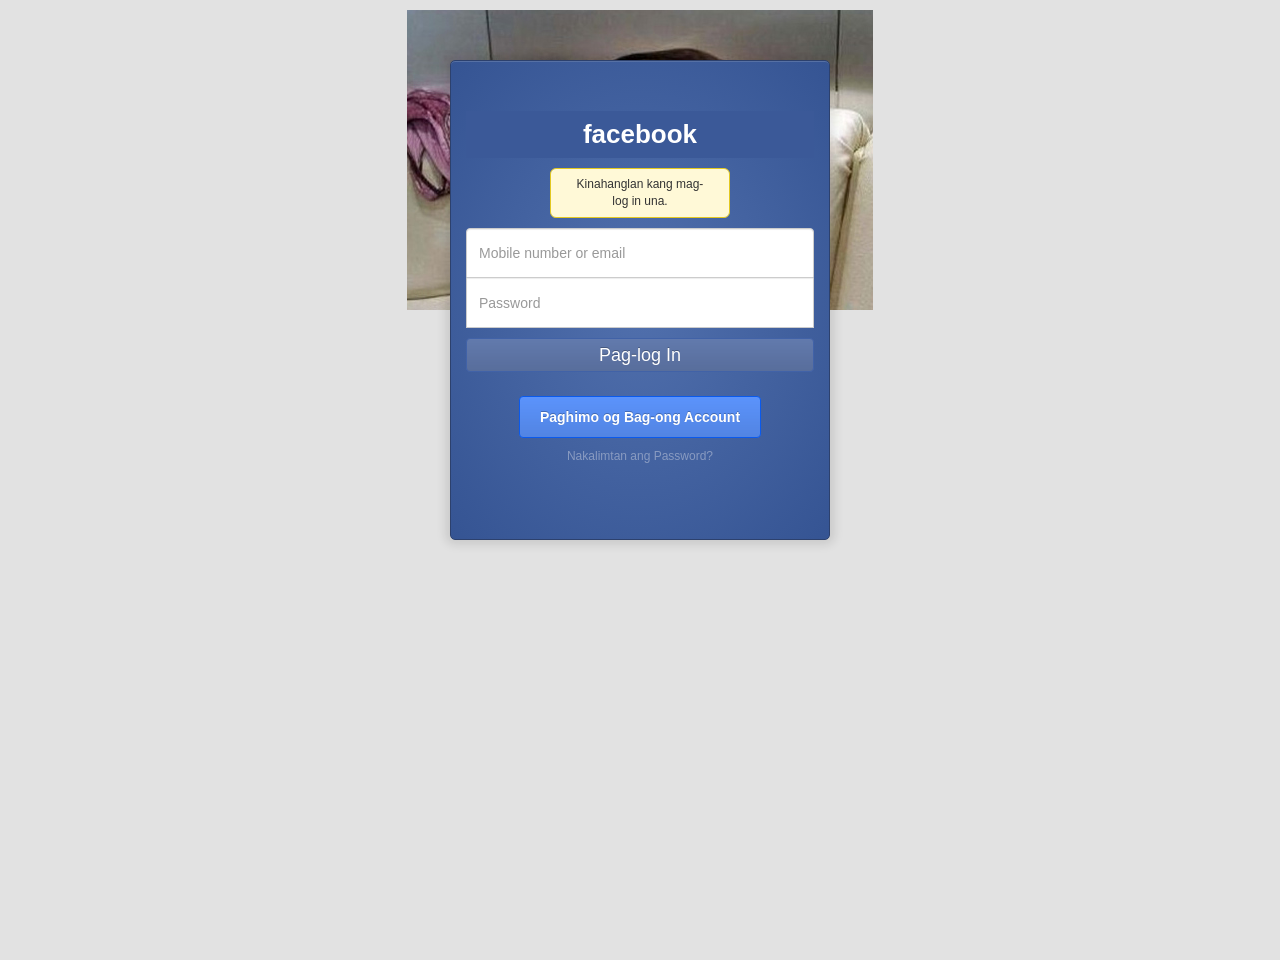 facebook
Kinahanglan kang mag-
log in una.
Mobile number or email
Password
Pag-log In
Paghimo og Bag-ong Account
Nakalimtan ang Password?